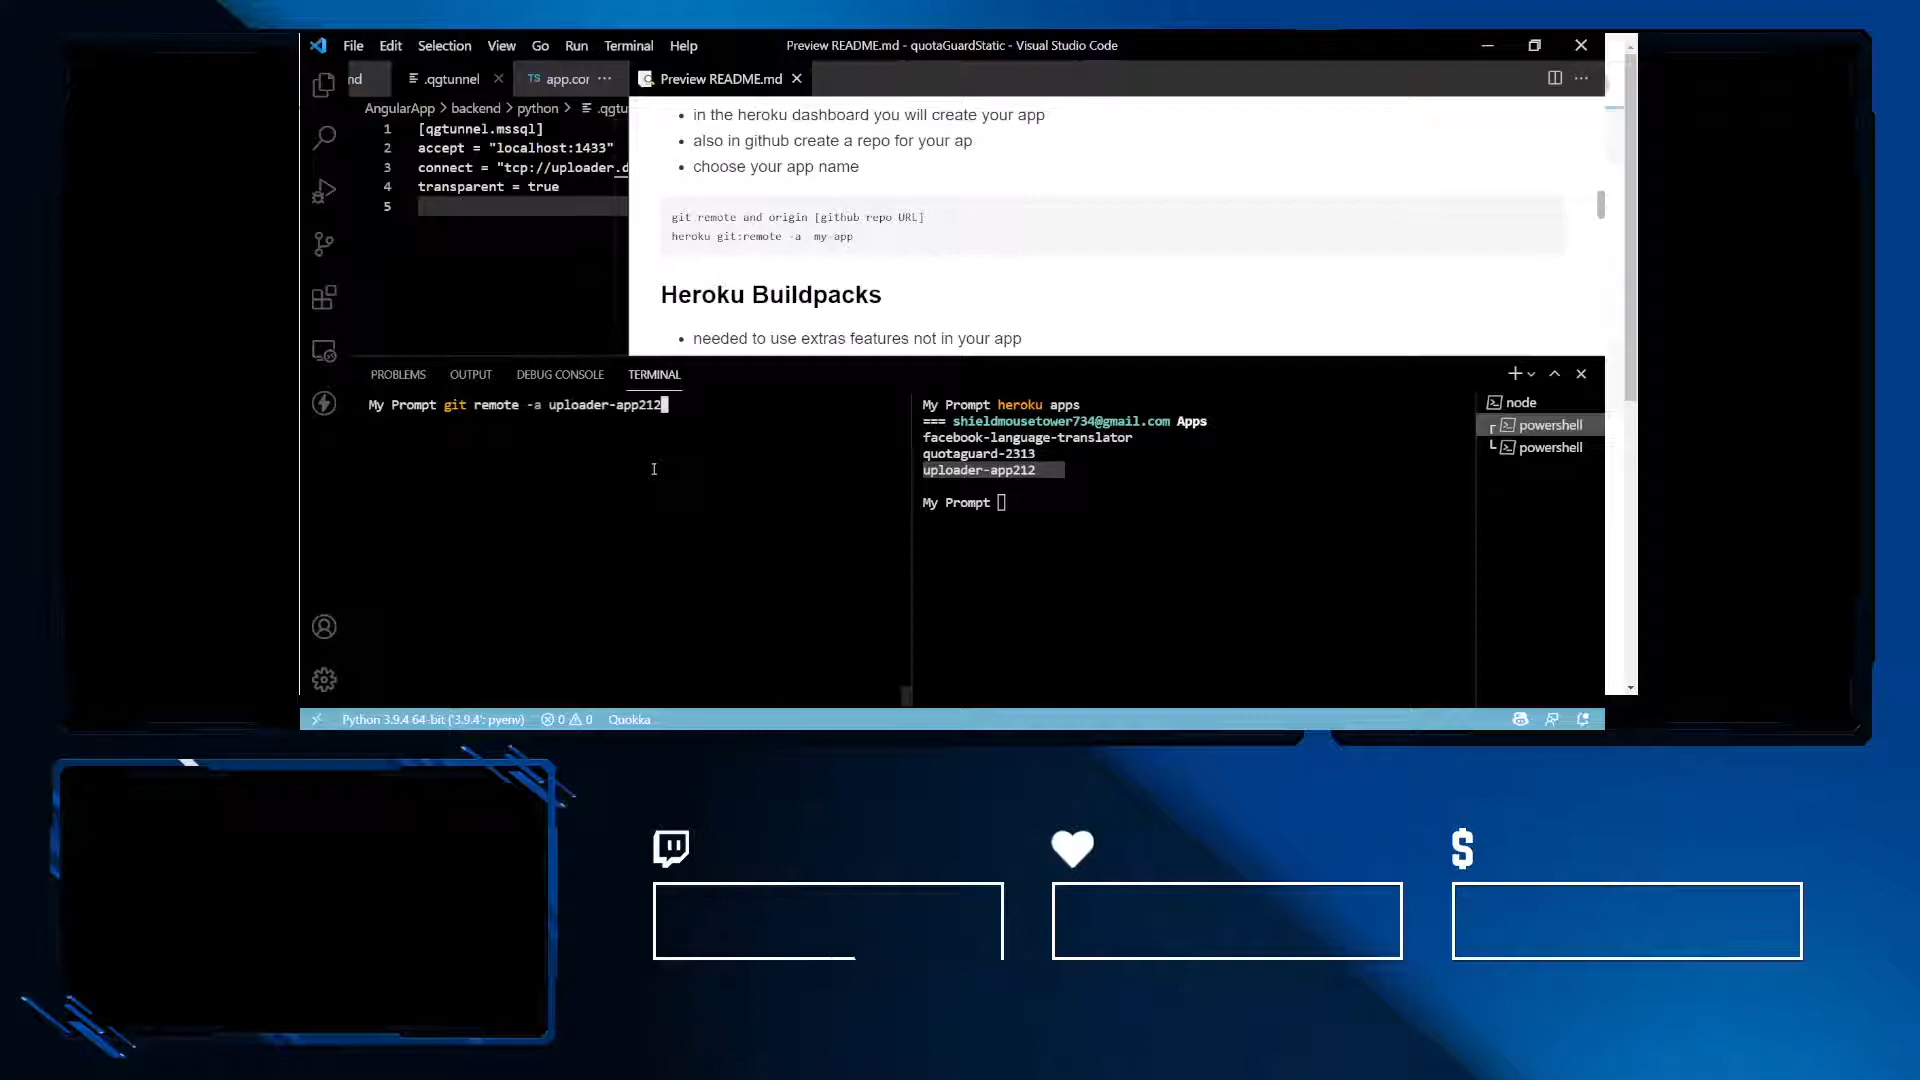 File Edit Selection View Go Run Terminal Help Preview README.md - quotaGuardStatic - Visual Studio Code
.qgtunnel TS app.cor ··· Preview README.md
AngularApp > backend > python > .qgtu
1 [qgtunnel.mssql]
2 accept = "localhost:1433"
3 connect = "tcp://uploader.d
4 transparent = true
5
in the heroku dashboard you will create your app
also in github create a repo for your ap
choose your app name
git remote and origin [github repo URL]
heroku git:remote -a my-app
Heroku Buildpacks
needed to use extras features not in your app
PROBLEMS OUTPUT DEBUG CONSOLE TERMINAL
My Prompt git remote -a uploader-app212
My Prompt heroku apps
=== shieldmousetower734@gmail.com Apps
facebook-language-translator
quotaguard-2313
uploader-app212
My Prompt
node
powershell
powershell
Python 3.9.4 64-bit ('3.9.4': pyenv) 0 0 Quokka
$